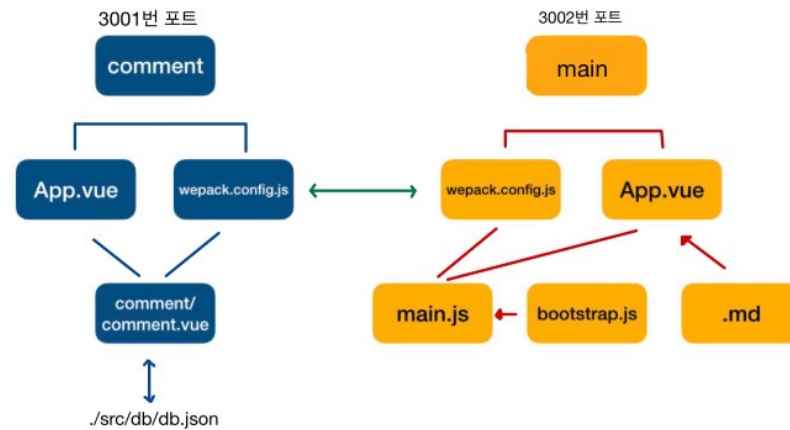 3001번 포트
3002번 포트
comment
main
App.vue
wepack.config.js
wepack.config.js
App.vue
comment/
comment.vue
main.js
bootstrap.js
.md
./src/db/db.json